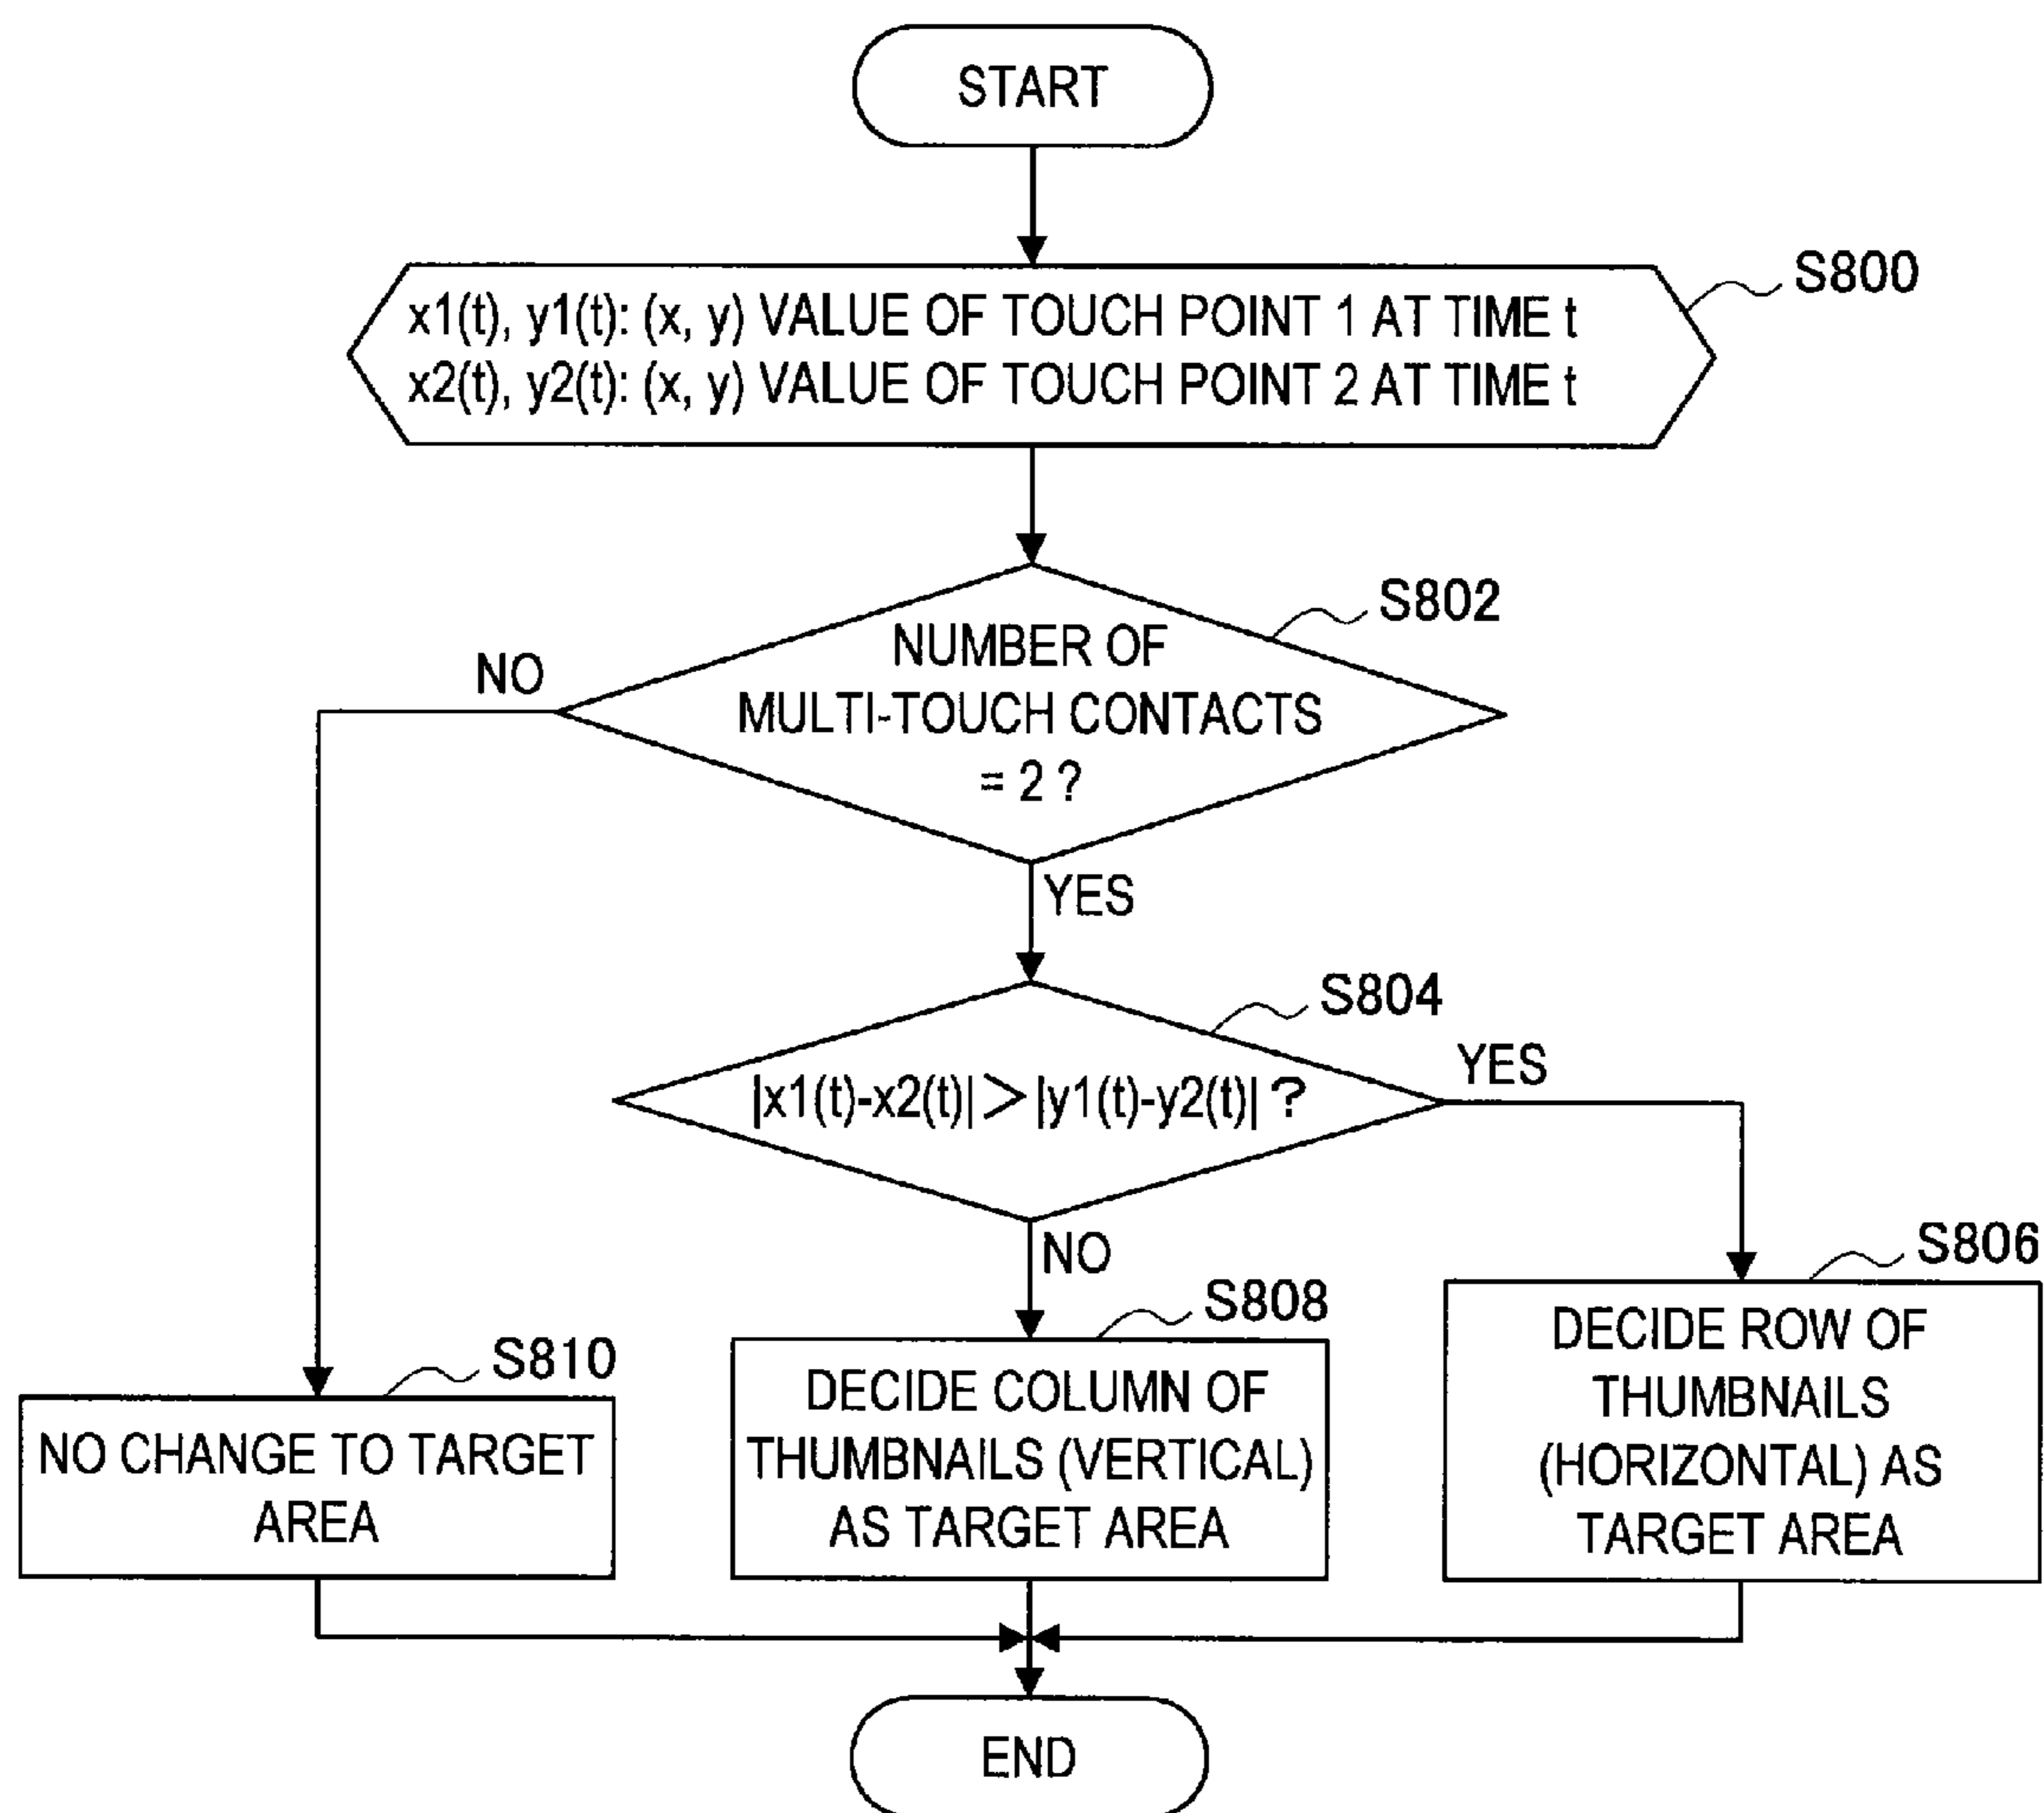 START
S800
x1(t), y1(t): (x, y) VALUE OF TOUCH POINT 1 AT TIME t
x2(t), y2(t): (x, y) VALUE OF TOUCH POINT 2 AT TIME t
S802
NUMBER OF
MULTI-TOUCH CONTACTS
= 2 ?
NO
YES
S804
|x1(t)-x2(t)| > |y1(t)-y2(t)| ?
YES
NO
S806
DECIDE ROW OF
THUMBNAILS
(HORIZONTAL) AS
TARGET AREA
S808
DECIDE COLUMN OF
THUMBNAILS (VERTICAL)
AS TARGET AREA
S810
NO CHANGE TO TARGET
AREA
END